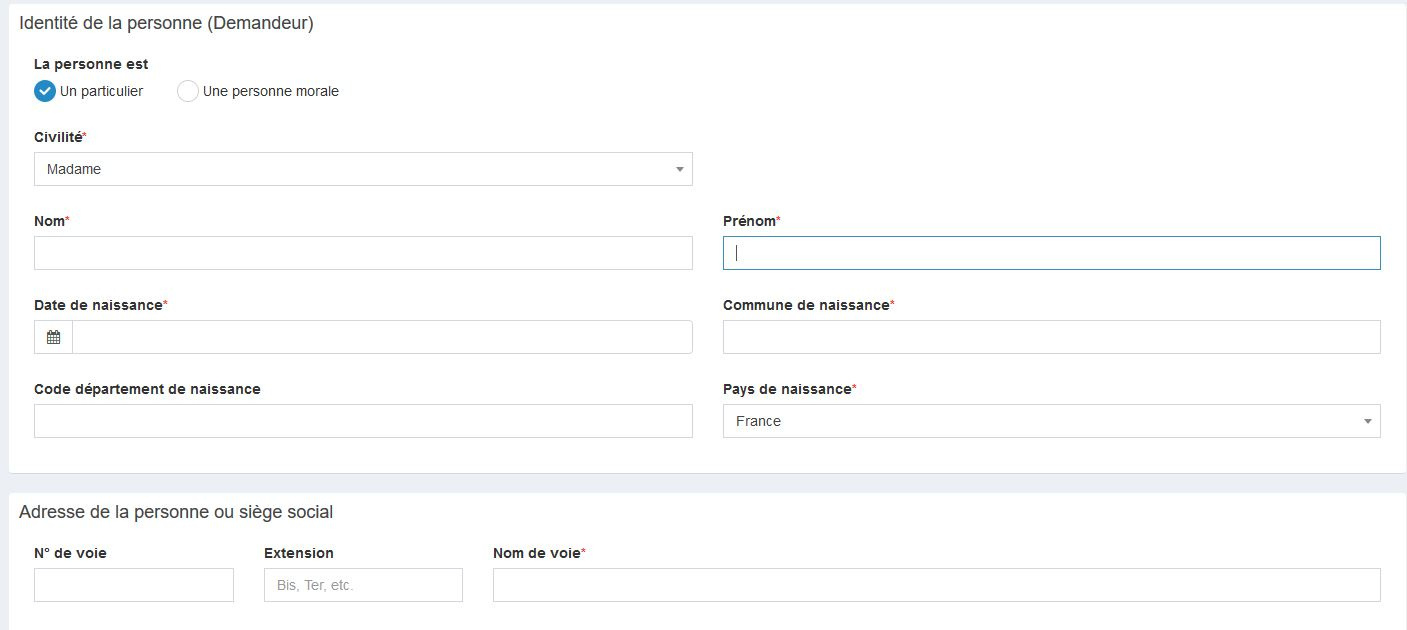 Identité de la personne (Demandeur)
La personne est
Un particulier Une personne morale
Civilité*
Madame
Nom* Prénom*
Date de naissance* Commune de naissance*
Code département de naissance Pays de naissance*
France
Adresse de la personne ou siège social
N° de voie Extension Nom de voie*
Bis, Ter, etc.